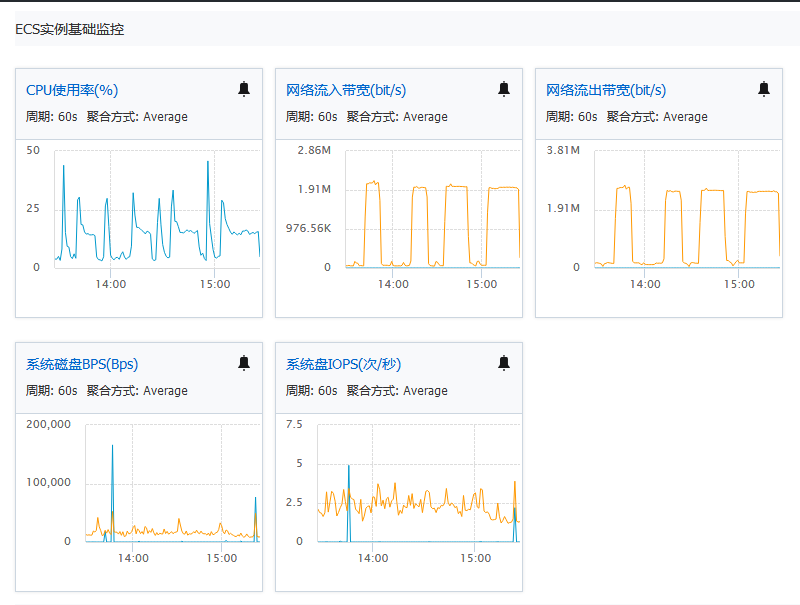 ECS实例基础监控
CPU使用率(%)
周期: 60s 聚合方式: Average
50
25
0
14:00
15:00
网络流入带宽(bit/s)
周期: 60s 聚合方式: Average
2.86M
1.91M
976.56K
0
14:00
15:00
网络流出带宽(bit/s)
周期: 60s 聚合方式: Average
3.81M
1.91M
0
14:00
15:00
系统磁盘BPS(Bps)
周期: 60s 聚合方式: Average
200,000
100,000
0
14:00
15:00
系统盘IOPS(次/秒)
周期: 60s 聚合方式: Average
7.5
5
2.5
0
14:00
15:00